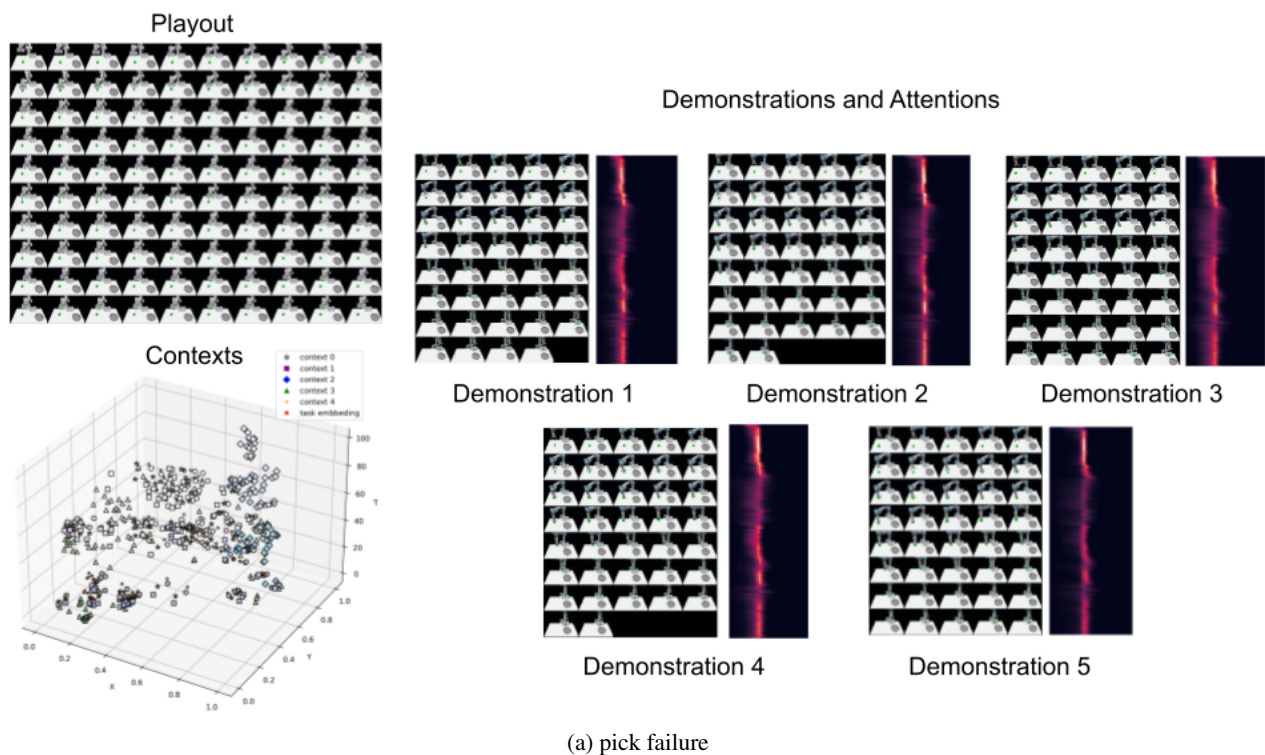 Playout
Demonstrations and Attentions
Demonstration 1
Demonstration 2
Demonstration 3
Contexts
context 0
context 1
context 2
context 3
context 4
task embbeding
100
80
60
40
20
0
T
0.0
0.2
0.4
0.6
0.8
1.0
X
0.0
0.2
0.4
0.6
0.8
1.0
Y
Demonstration 4
Demonstration 5
(a) pick failure